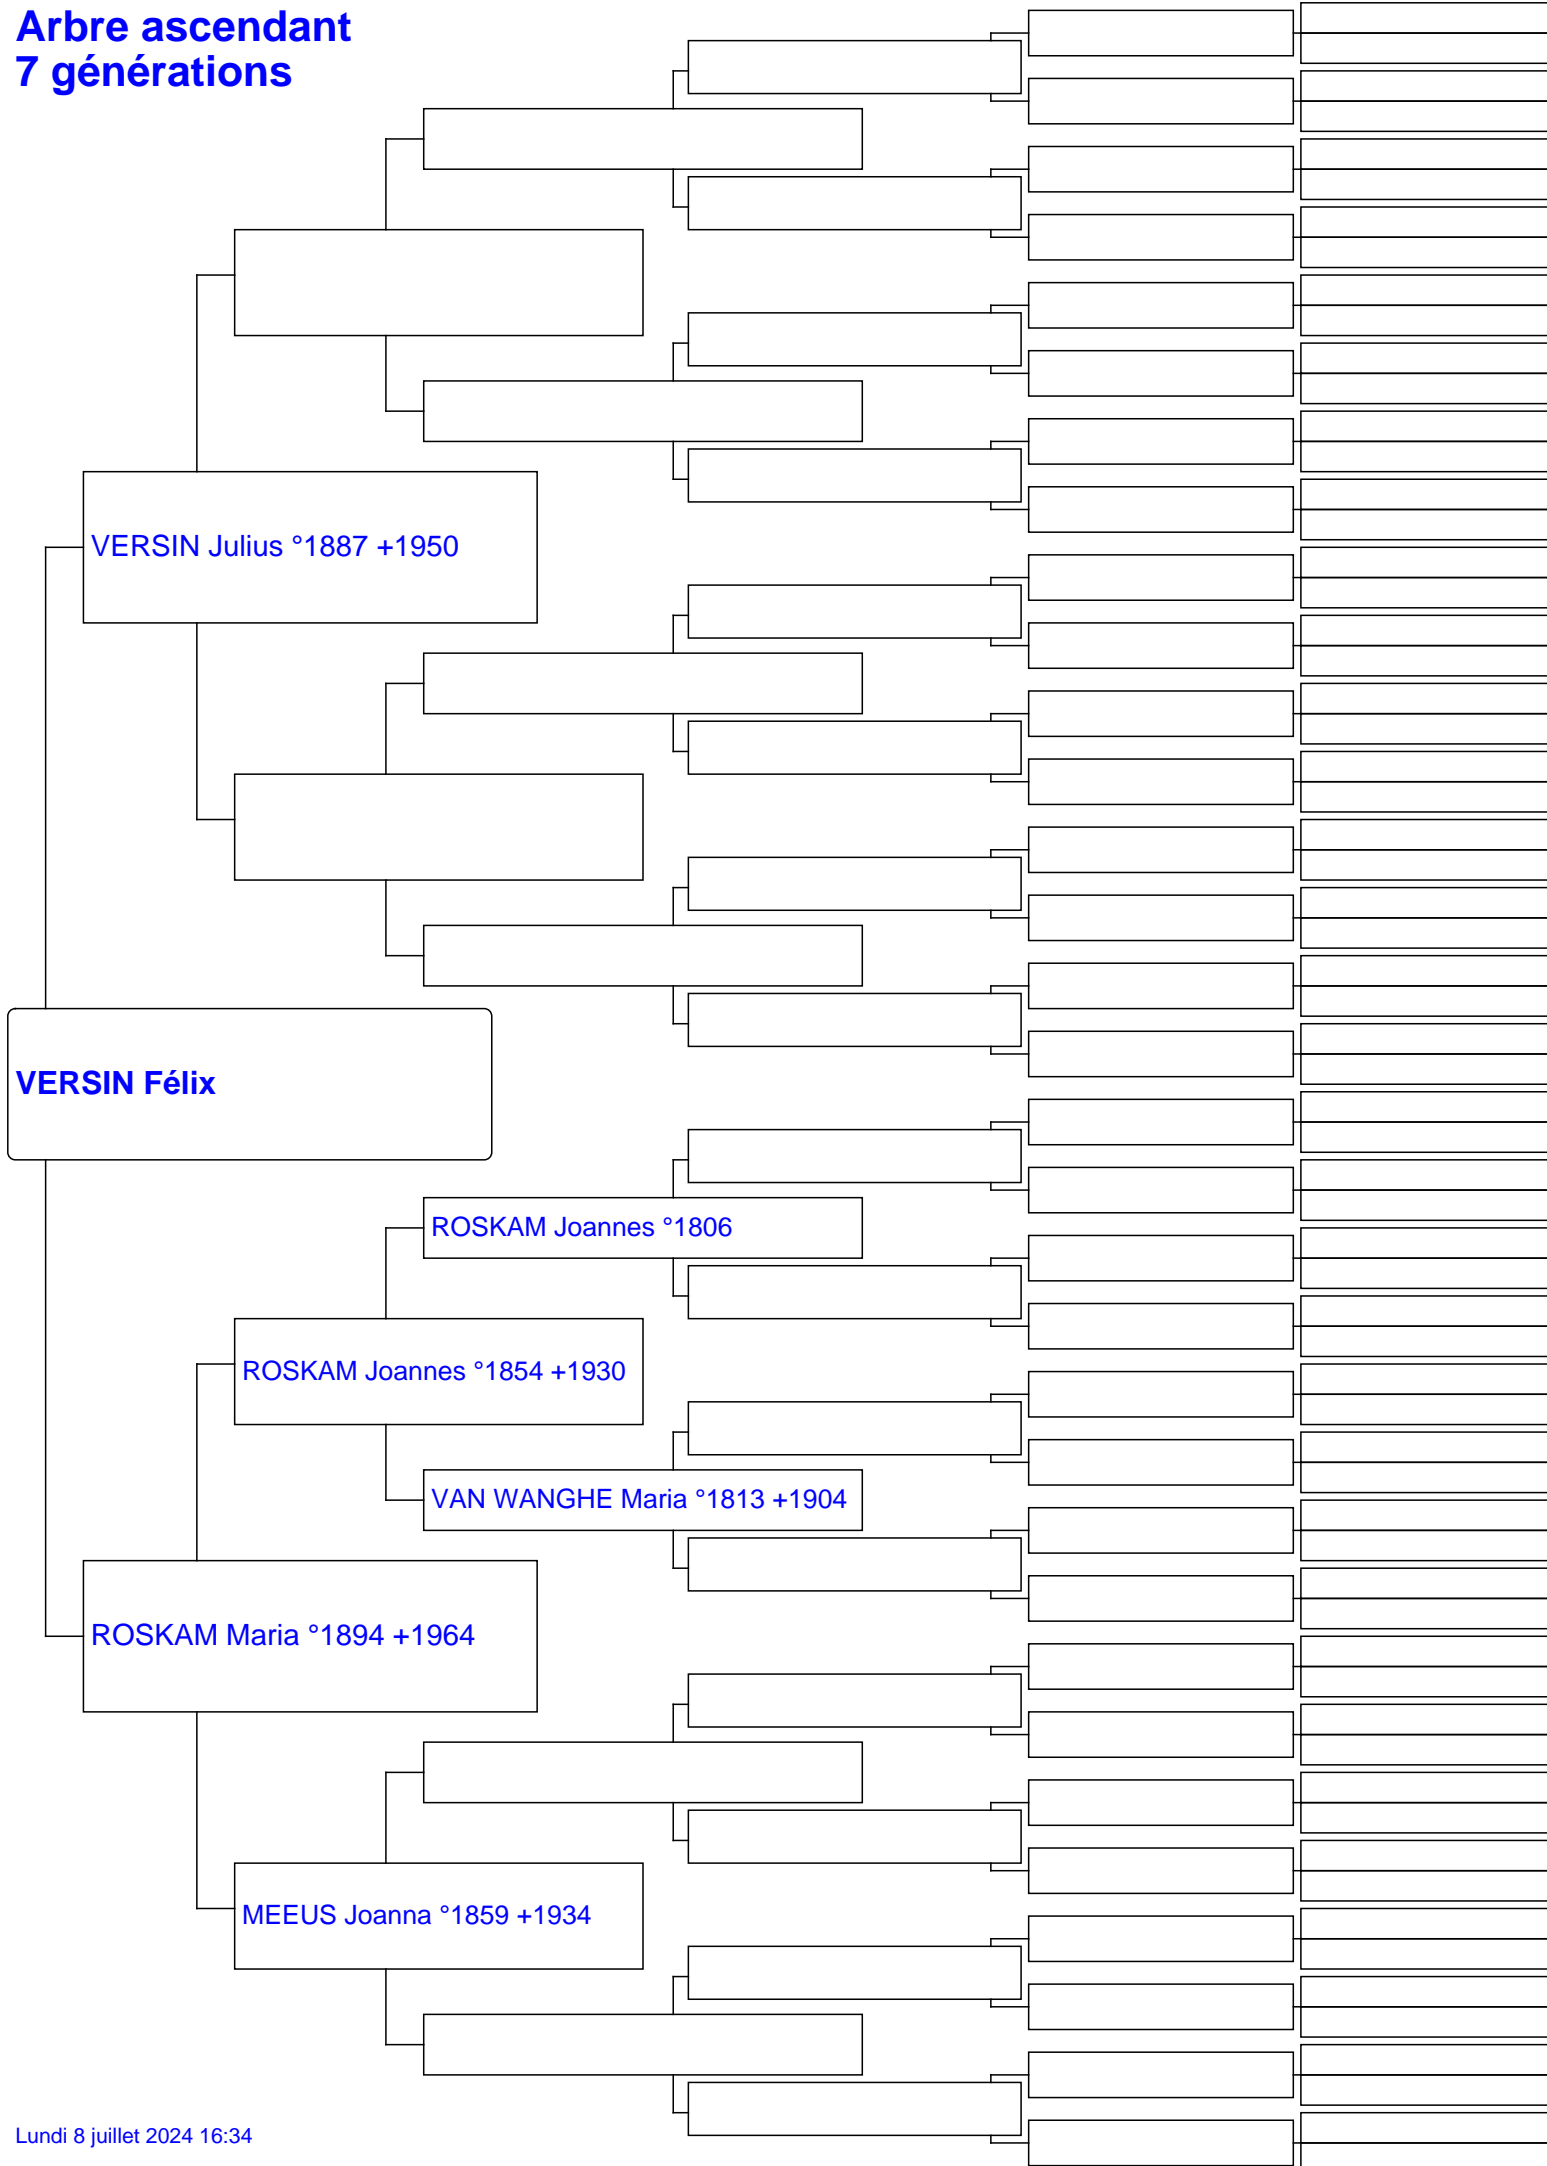 Arbre ascendant
7 générations
VERSIN Julius °1887 +1950
VERSIN Félix
ROSKAM Joannes °1806
ROSKAM Joannes °1854 +1930
VAN WANGHE Maria °1813 +1904
ROSKAM Maria °1894 +1964
MEEUS Joanna °1859 +1934
Lundi 8 juillet 2024 16:34